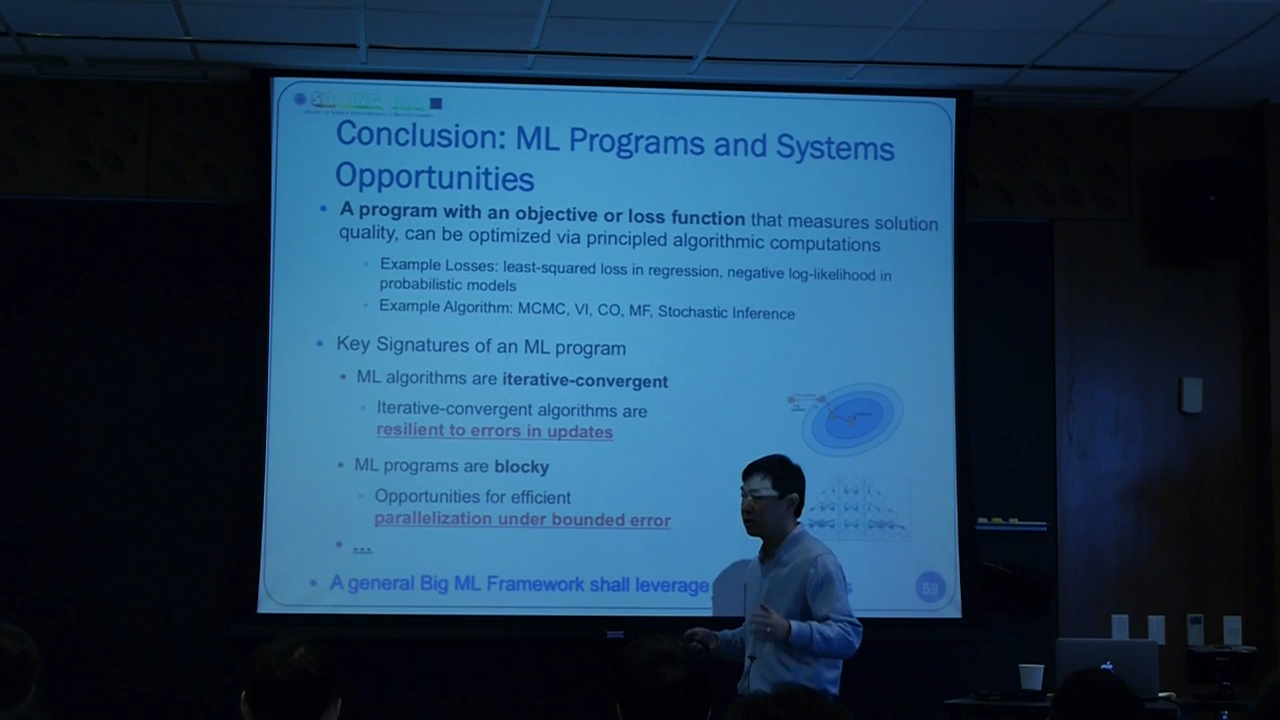 Conclusion: ML Programs and Systems
Opportunities
• A program with an objective or loss function that measures solution
quality, can be optimized via principled algorithmic computations
Example Losses: least-squared loss in regression, negative log-likelihood in
probabilistic models
Example Algorithm: MCMC, VI, CO, MF, Stochastic Inference
• Key Signatures of an ML program
• ML algorithms are iterative-convergent
Iterative-convergent algorithms are
resilient to errors in updates
• ML programs are blocky
Opportunities for efficient
parallelization under bounded error
• ...
• A general Big ML Framework shall leverage
59